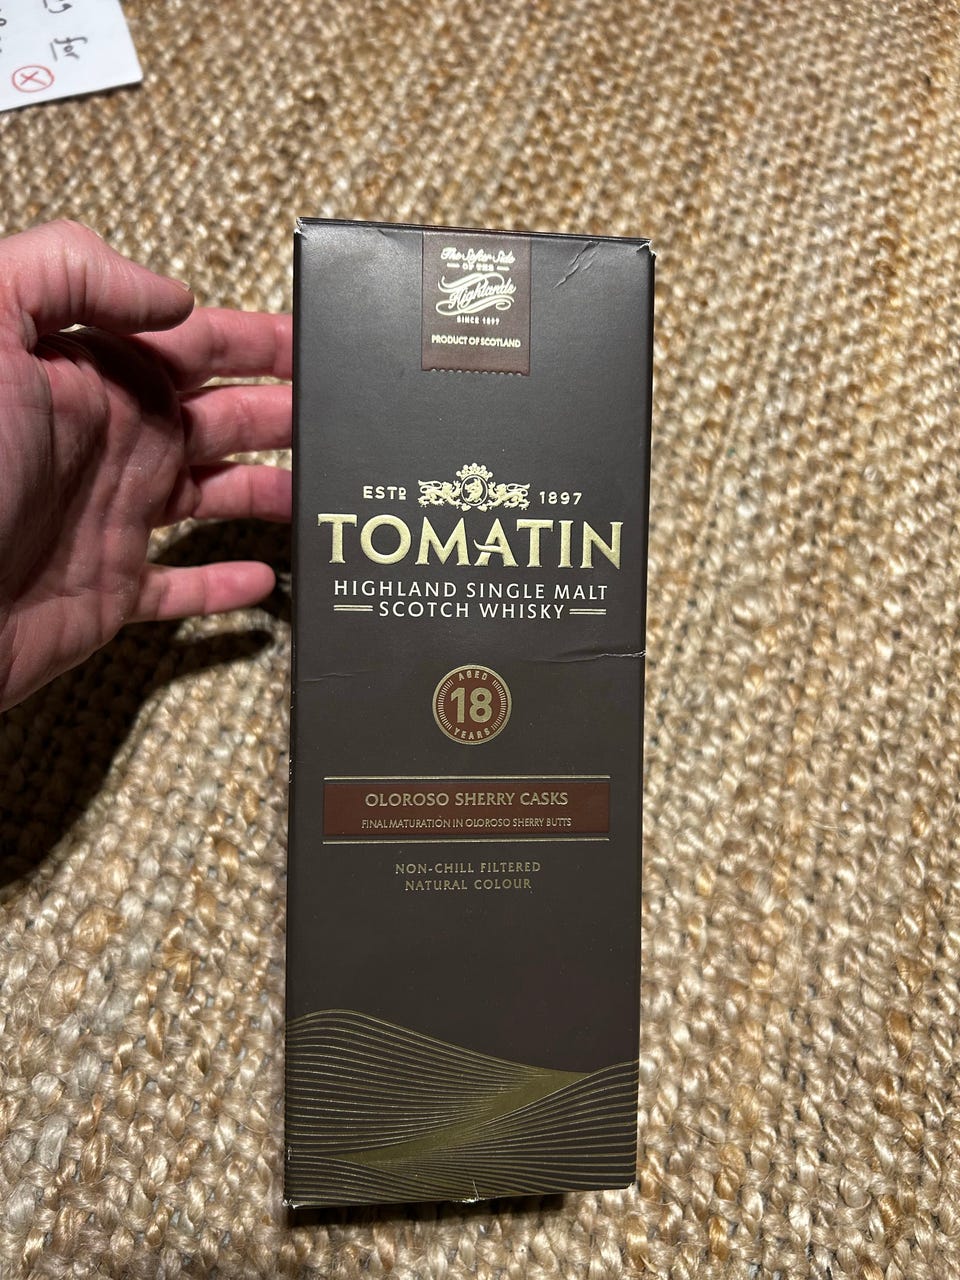 for
The Softer Side
OF THE
Highlands
SINCE 1897
PRODUCT OF SCOTLAND
ESTD 1897
TOMATIN
HIGHLAND SINGLE MALT
SCOTCH WHISKY
AGED
18
YEARS
OLOROSO SHERRY CASKS
FINAL MATURATION IN OLOROSO SHERRY BUTTS
NON-CHILL FILTERED
NATURAL COLOUR